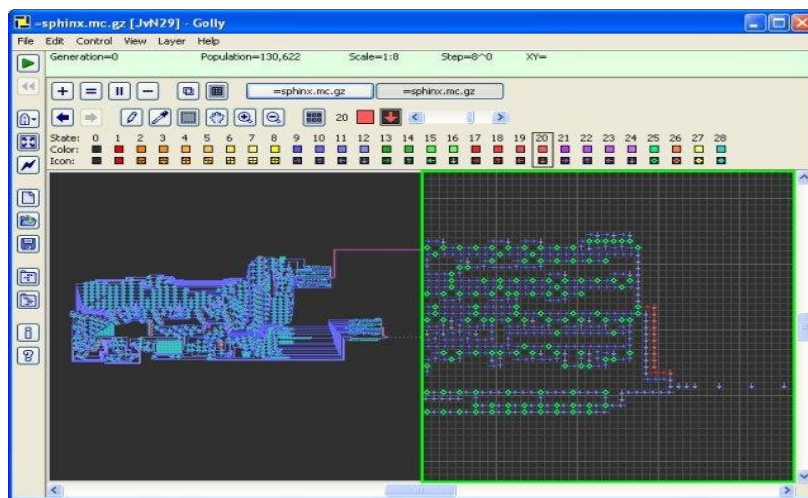 =sphinx.mc.gz [JvN29] - Golly
File Edit Control View Layer Help
Generation=0 Population=130,622 Scale=1:8 Step=8^0 XY=
=sphinx.mc.gz =sphinx.mc.gz
20
State: 0 1 2 3 4 5 6 7 8 9 10 11 12 13 14 15 16 17 18 19 20 21 22 23 24 25 26 27 28
Color:
Icon: